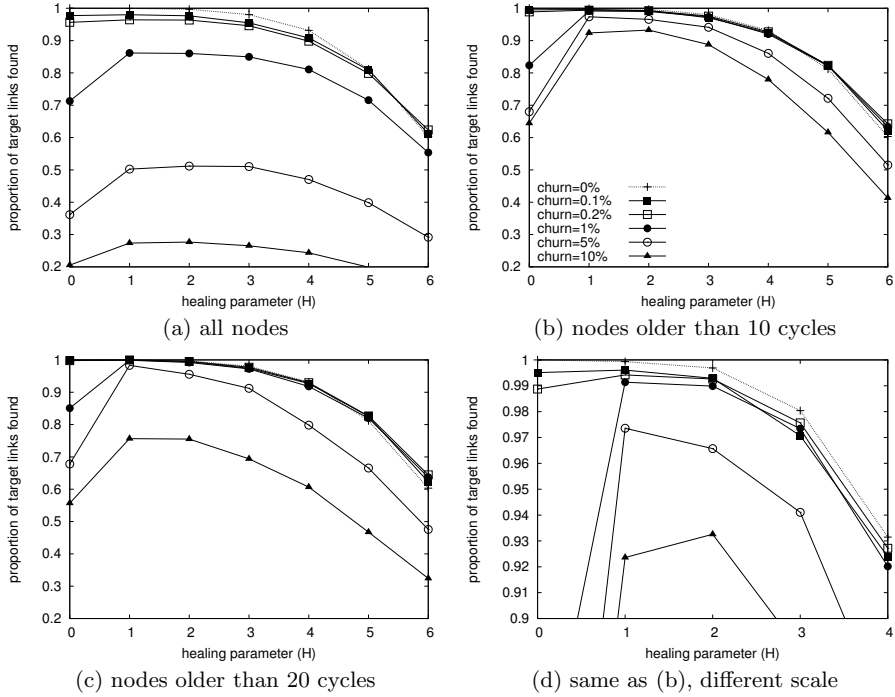 1
0.9
0.8
0.7
0.6
0.5
0.4
0.3
0.2
0 1 2 3 4 5 6
proportion of target links found
healing parameter (H)
(a) all nodes
1
0.9
0.8
0.7
0.6
0.5
0.4
0.3
0.2
0 1 2 3 4 5 6
proportion of target links found
churn=0%
churn=0.1%
churn=0.2%
churn=1%
churn=5%
churn=10%
healing parameter (H)
(b) nodes older than 10 cycles
1
0.9
0.8
0.7
0.6
0.5
0.4
0.3
0.2
0 1 2 3 4 5 6
proportion of target links found
healing parameter (H)
(c) nodes older than 20 cycles
1
0.99
0.98
0.97
0.96
0.95
0.94
0.93
0.92
0.91
0.9
0 1 2 3 4
proportion of target links found
healing parameter (H)
(d) same as (b), different scale